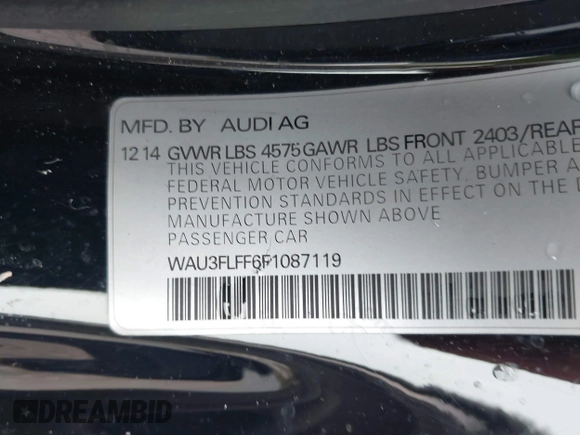 MFD. BY AUDI AG
12 14 GVWR LBS 4575 GAWR LBS FRONT 2403/REAR
THIS VEHICLE CONFORMS TO ALL APPLICABLE
FEDERAL MOTOR VEHICLE SAFETY, BUMPER A
PREVENTION STANDARDS IN EFFECT ON THE D
MANUFACTURE SHOWN ABOVE
PASSENGER CAR
WAU3FLFF6F1087119
DREAMBID